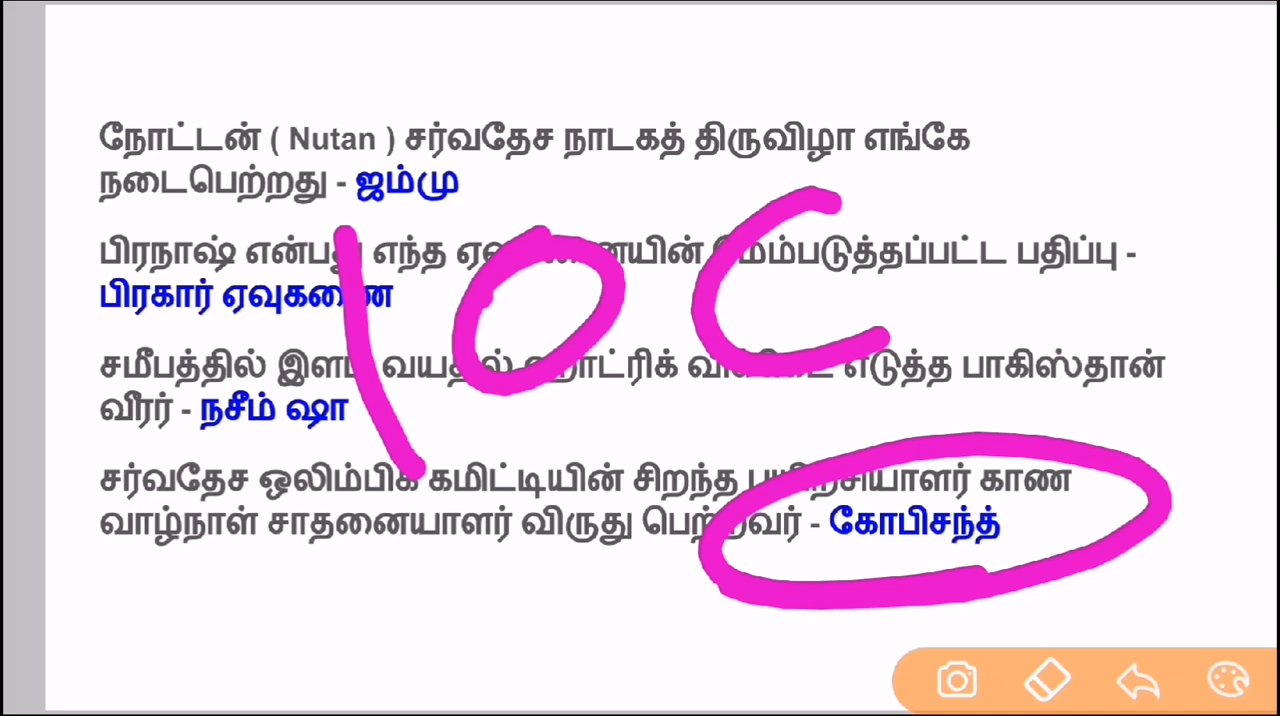 நோட்டன் ( Nutan ) சர்வதேச நாடகத் திருவிழா எங்கே
நடைபெற்றது - ஜம்மு
பிரநாஷ் என்பது எந்த ஏவுகணையின் மேம்படுத்தப்பட்ட பதிப்பு -
பிரகார் ஏவுகணை
சமீபத்தில் இளம் வயதில் ஹாட்ரிக் விக்கெட் எடுத்த பாகிஸ்தான்
வீரர் - நசீம் ஷா
சர்வதேச ஒலிம்பிக் கமிட்டியின் சிறந்த பயிற்சியாளர் காண
வாழ்நாள் சாதனையாளர் விருது பெற்றவர் - கோபிசந்த்
IOC